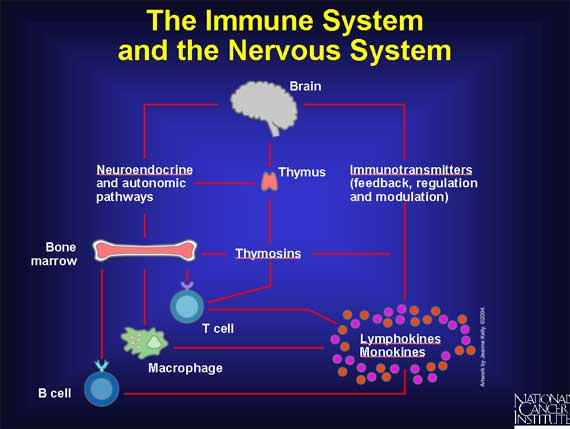 The Immune System
and the Nervous System
Brain
Neuroendocrine
and autonomic
pathways
Thymus
Immunotransmitters
(feedback, regulation
and modulation)
Bone
marrow
Thymosins
T cell
Lymphokines
Monokines
Macrophage
B cell
Artwork by Jeanne Kelly ©2004.
NATIONAL
CANCER
INSTITUTE